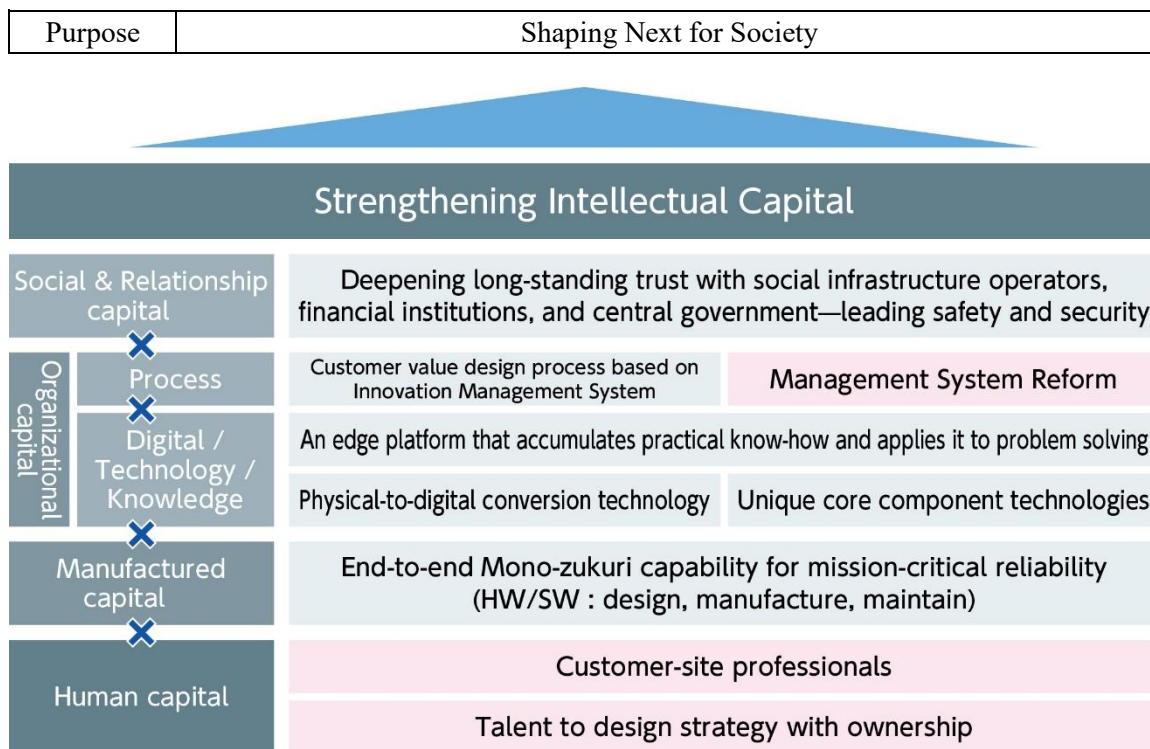 Purpose
Shaping Next for Society
Strengthening Intellectual Capital
Social & Relationship
capital
Deepening long-standing trust with social infrastructure operators,
financial institutions, and central government—leading safety and security
Organizational
capital
Process
Customer value design process based on
Innovation Management System
Management System Reform
Digital /
Technology /
Knowledge
An edge platform that accumulates practical know-how and applies it to problem solving
Physical-to-digital conversion technology
Unique core component technologies
Manufactured
capital
End-to-end Mono-zukuri capability for mission-critical reliability
(HW/SW : design, manufacture, maintain)
Human capital
Customer-site professionals
Talent to design strategy with ownership